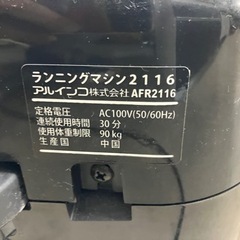 ランニングマシン2116
アルインコ株式会社 AFR2116
定格電圧 AC100V(50/60Hz)
連続使用時間 30分
使用体重制限 90kg
生産国 中国